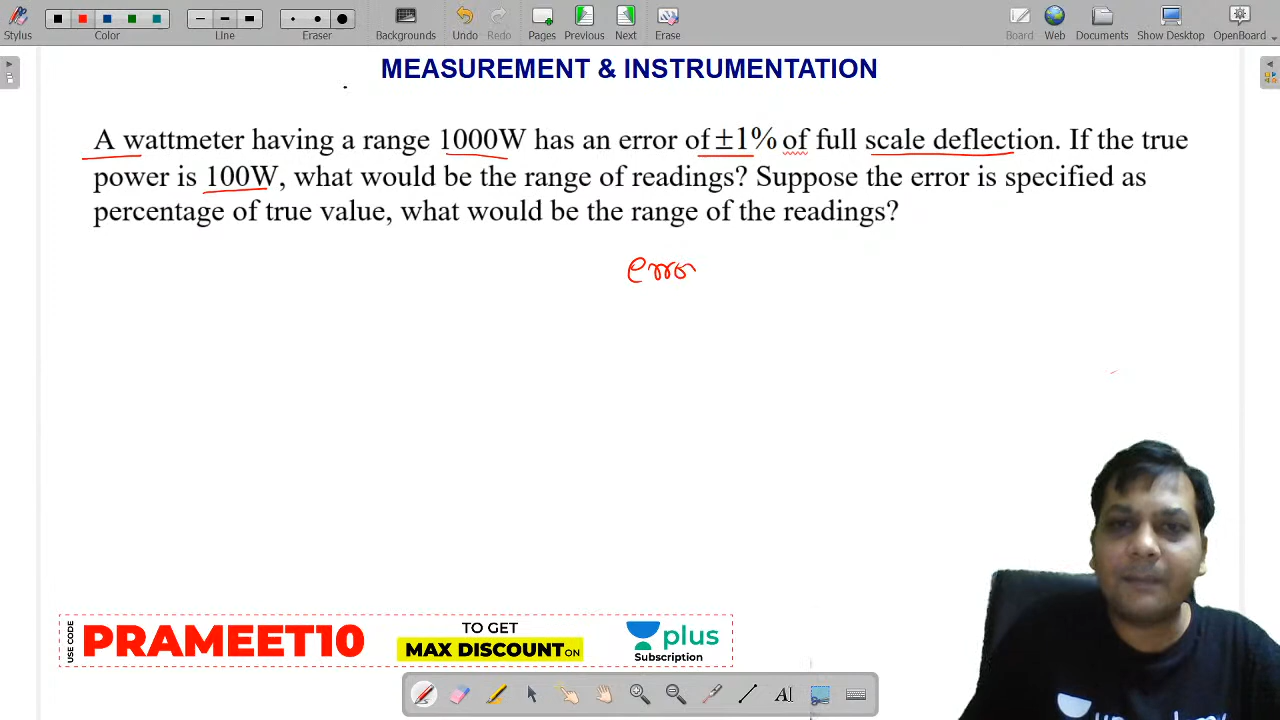 Stylus Color Line Eraser Backgrounds Undo Redo Pages Previous Next Erase Board Web Documents Show Desktop OpenBoard
MEASUREMENT & INSTRUMENTATION
A wattmeter having a range 1000W has an error of ±1% of full scale deflection. If the true
power is 100W, what would be the range of readings? Suppose the error is specified as
percentage of true value, what would be the range of the readings?
erro
USE CODE
PRAMEET10
TO GET
MAX DISCOUNT ON
plus
Subscription